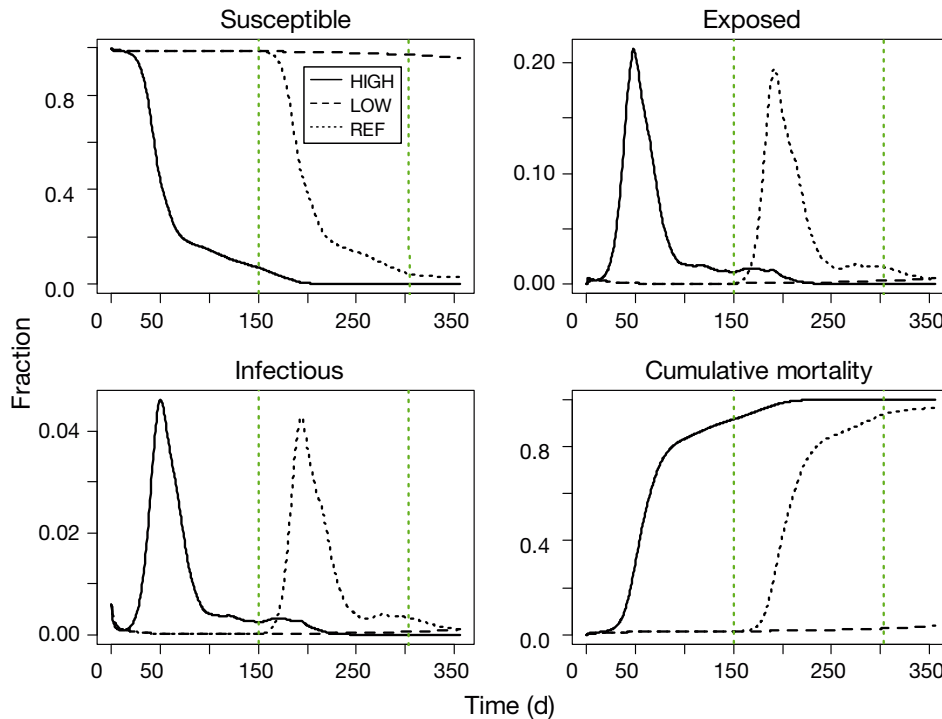 Susceptible
0.8
0.4
0.0
HIGH
LOW
REF
0 50 150 250 350
Exposed
0.20
0.10
0.00
0 50 150 250 350
Infectious
0.04
0.02
0.00
0 50 150 250 350
Cumulative mortality
0.8
0.4
0.0
0 50 150 250 350
Fraction
Time (d)